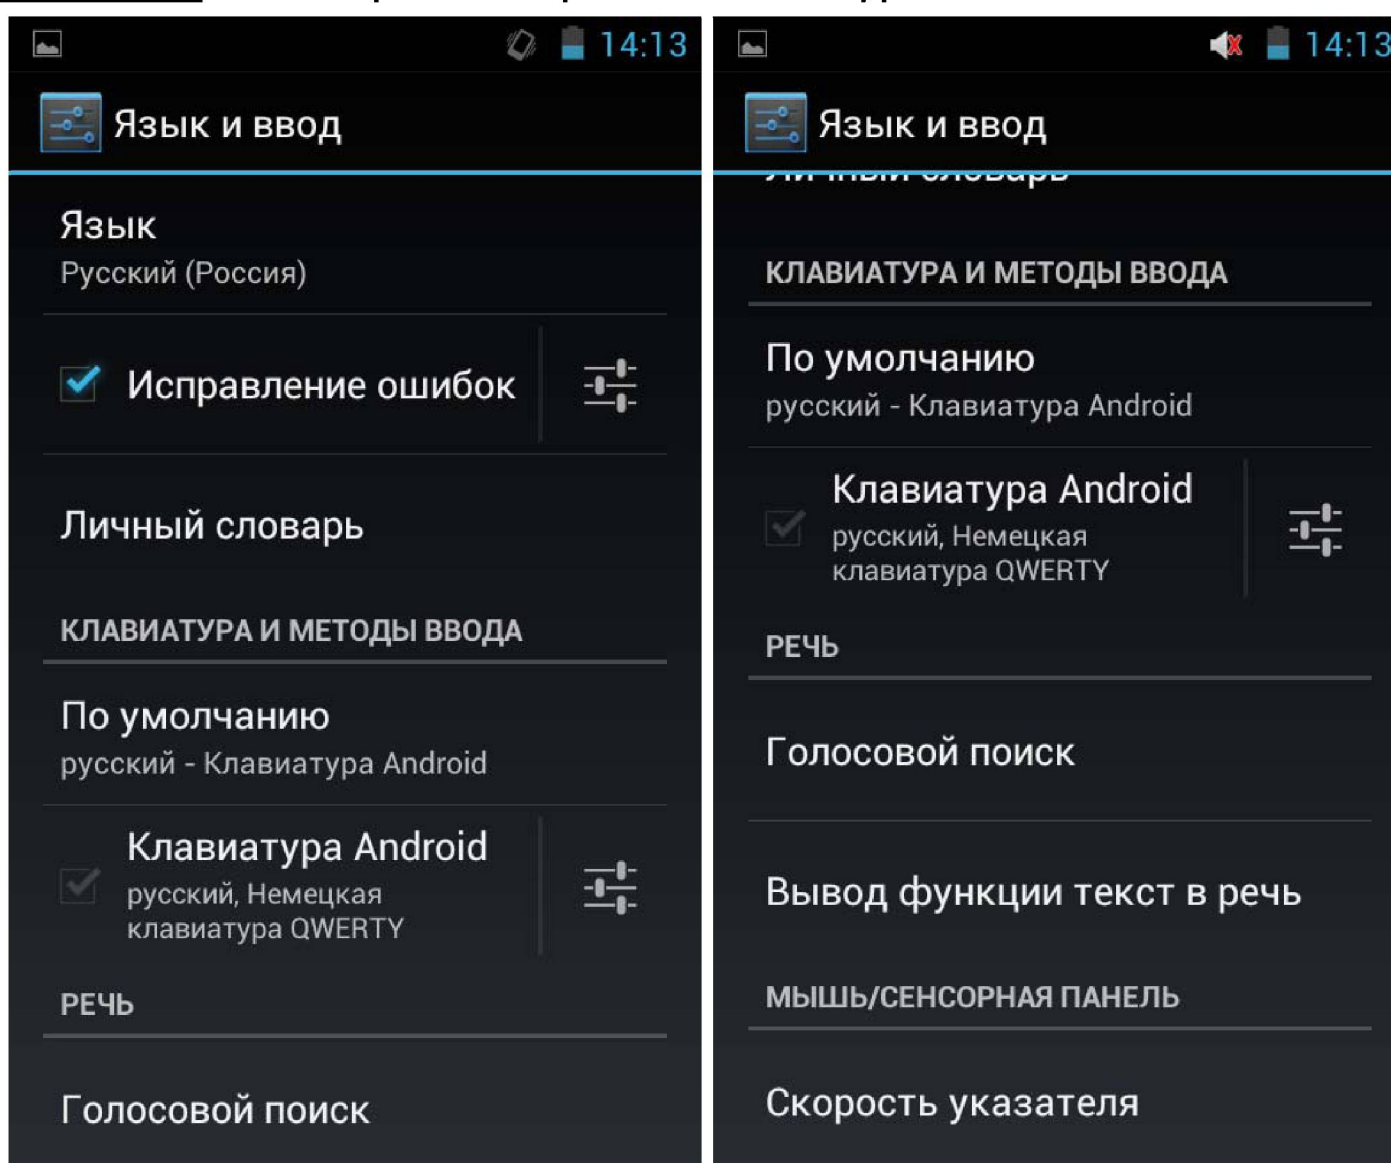 14:13
Язык и ввод
Язык
Русский (Россия)
Исправление ошибок
Личный словарь
КЛАВИАТУРА И МЕТОДЫ ВВОДА
По умолчанию
русский - Клавиатура Android
Клавиатура Android
русский, Немецкая
клавиатура QWERTY
РЕЧЬ
Голосовой поиск
14:13
Язык и ввод
Личный словарь
КЛАВИАТУРА И МЕТОДЫ ВВОДА
По умолчанию
русский - Клавиатура Android
Клавиатура Android
русский, Немецкая
клавиатура QWERTY
РЕЧЬ
Голосовой поиск
Вывод функции текст в речь
МЫШЬ/СЕНСОРНАЯ ПАНЕЛЬ
Скорость указателя